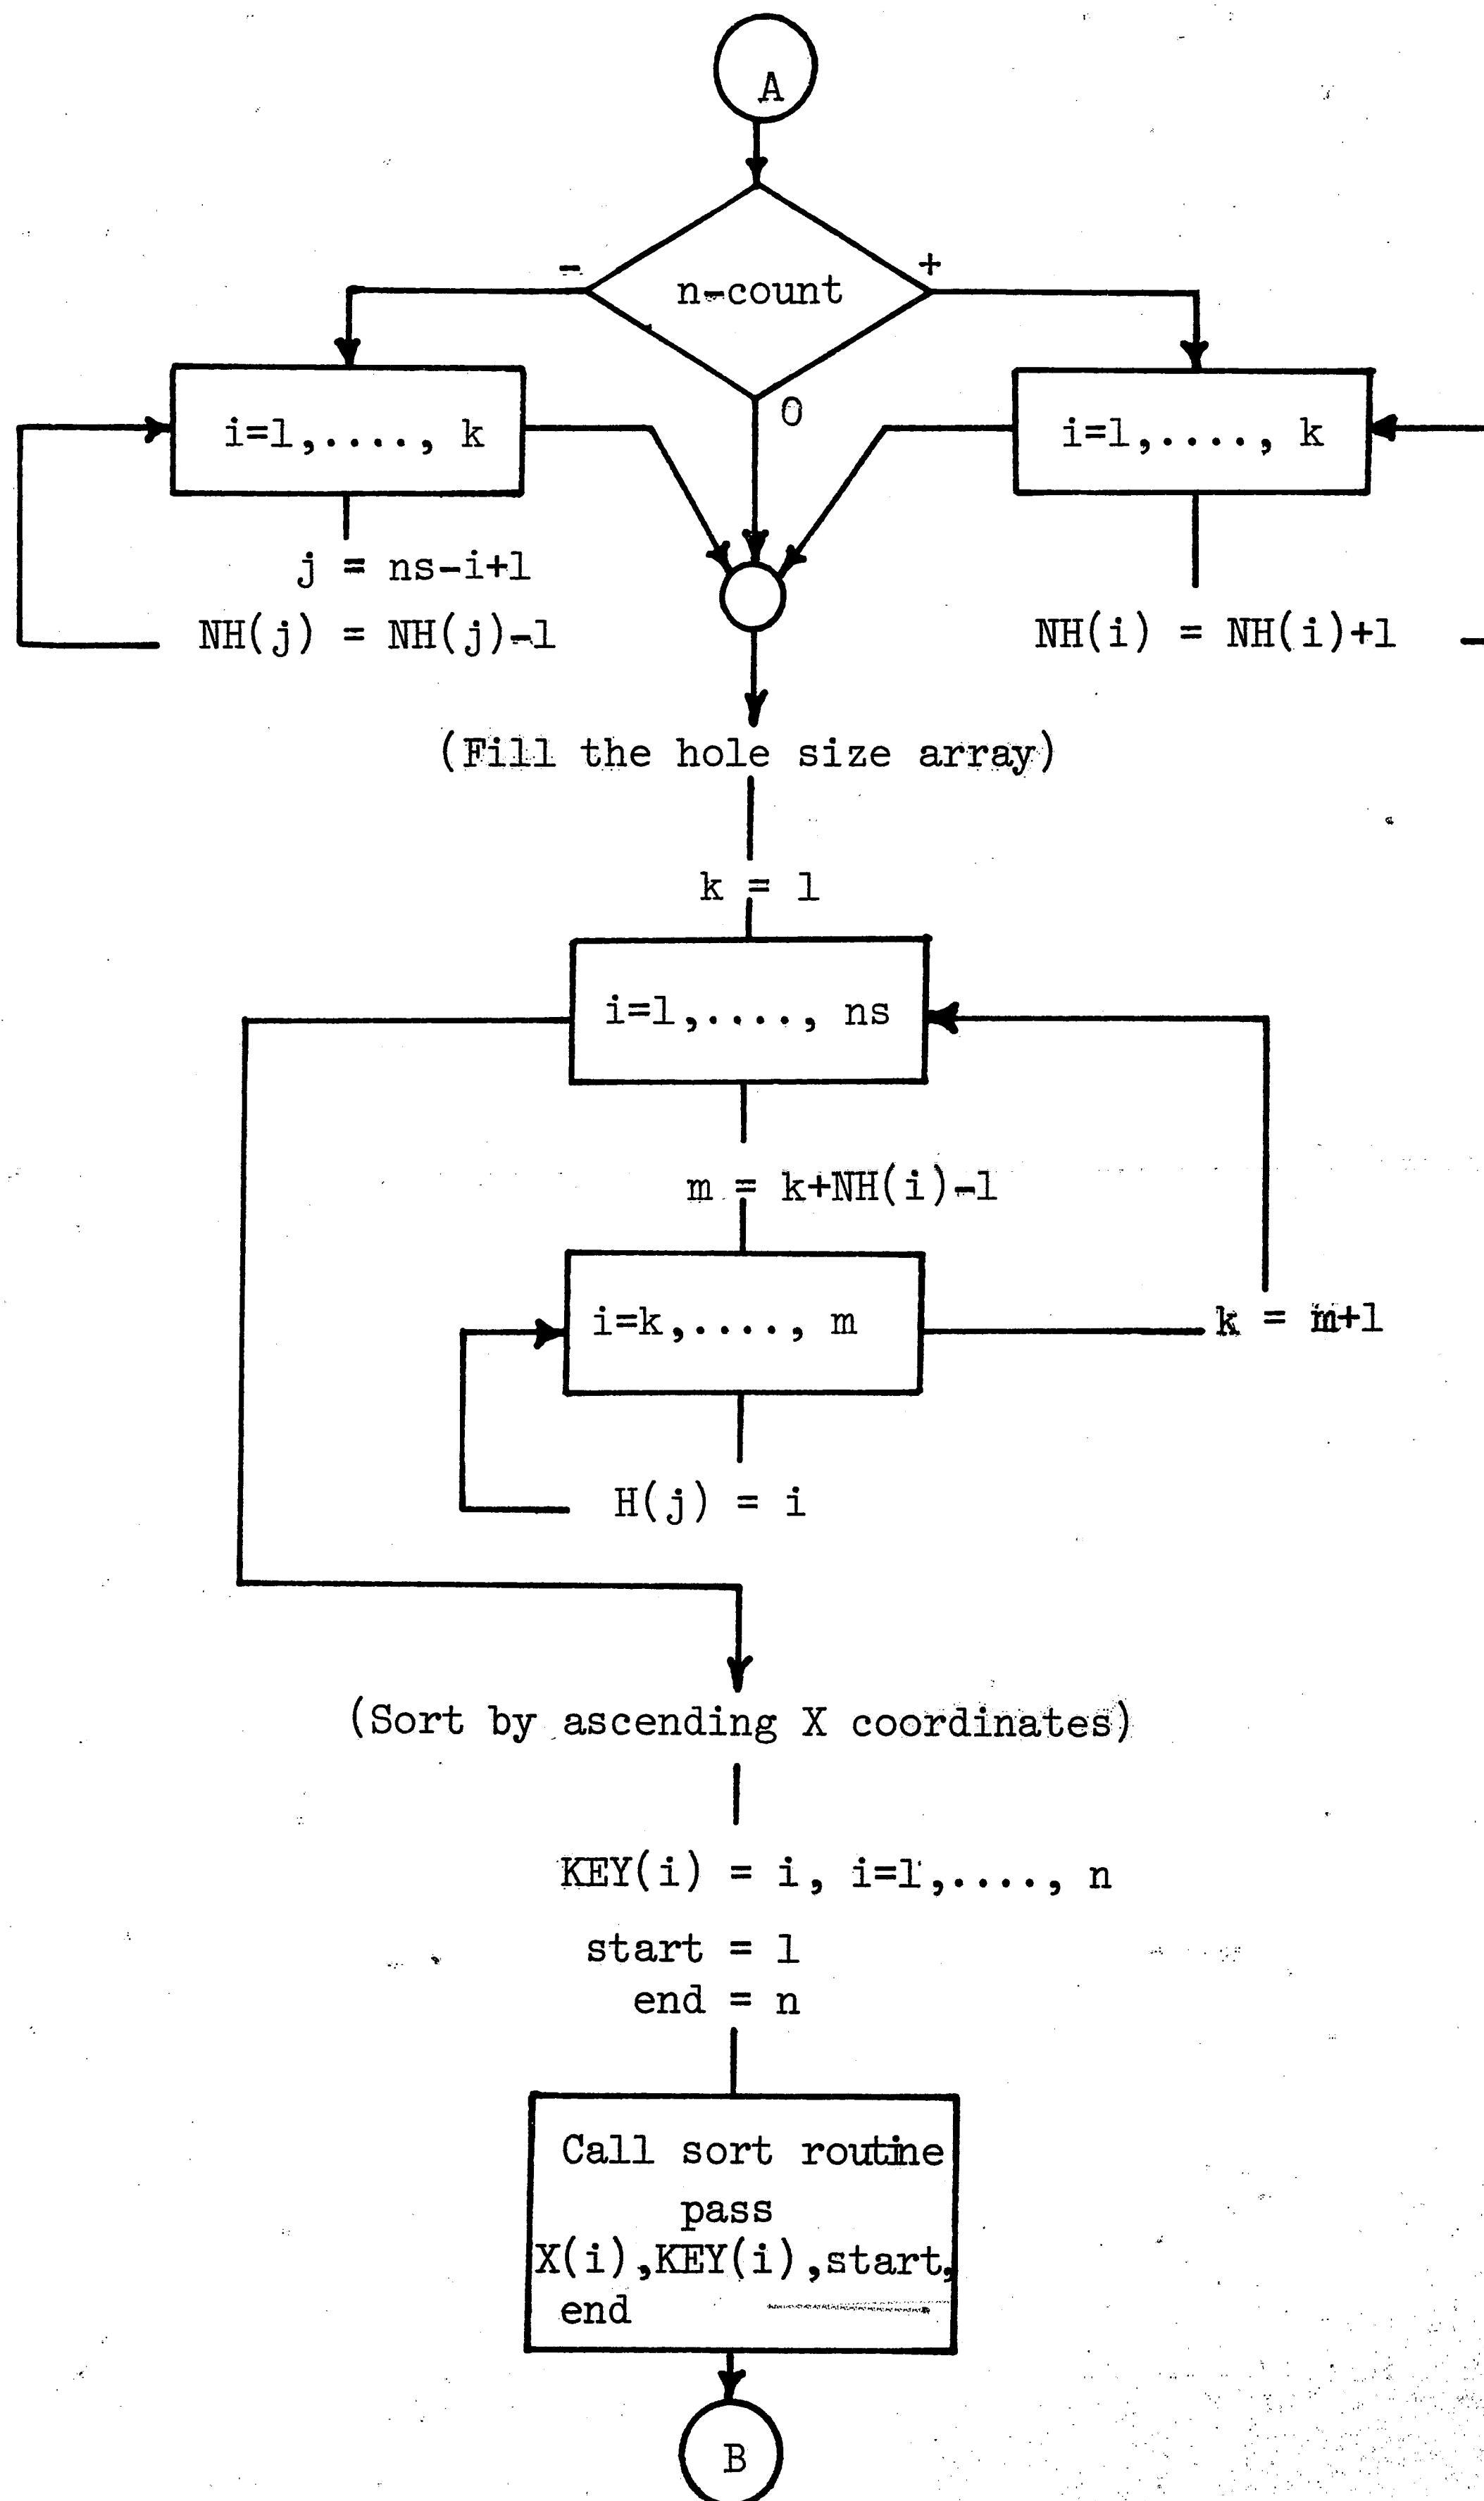 A
n-count
-
+
0
i=1,...., k
i=1,...., k
j = ns-i+1
NH(j) = NH(j)-1
NH(i) = NH(i)+1
(Fill the hole size array)
k = 1
i=1,...., ns
m = k+NH(i)-1
i=k,...., m
k = m+1
H(j) = i
(Sort by ascending X coordinates)
KEY(i) = i, i=1,...., n
start = 1
end = n
Call sort routine
pass
X(i),KEY(i),start,
end
B